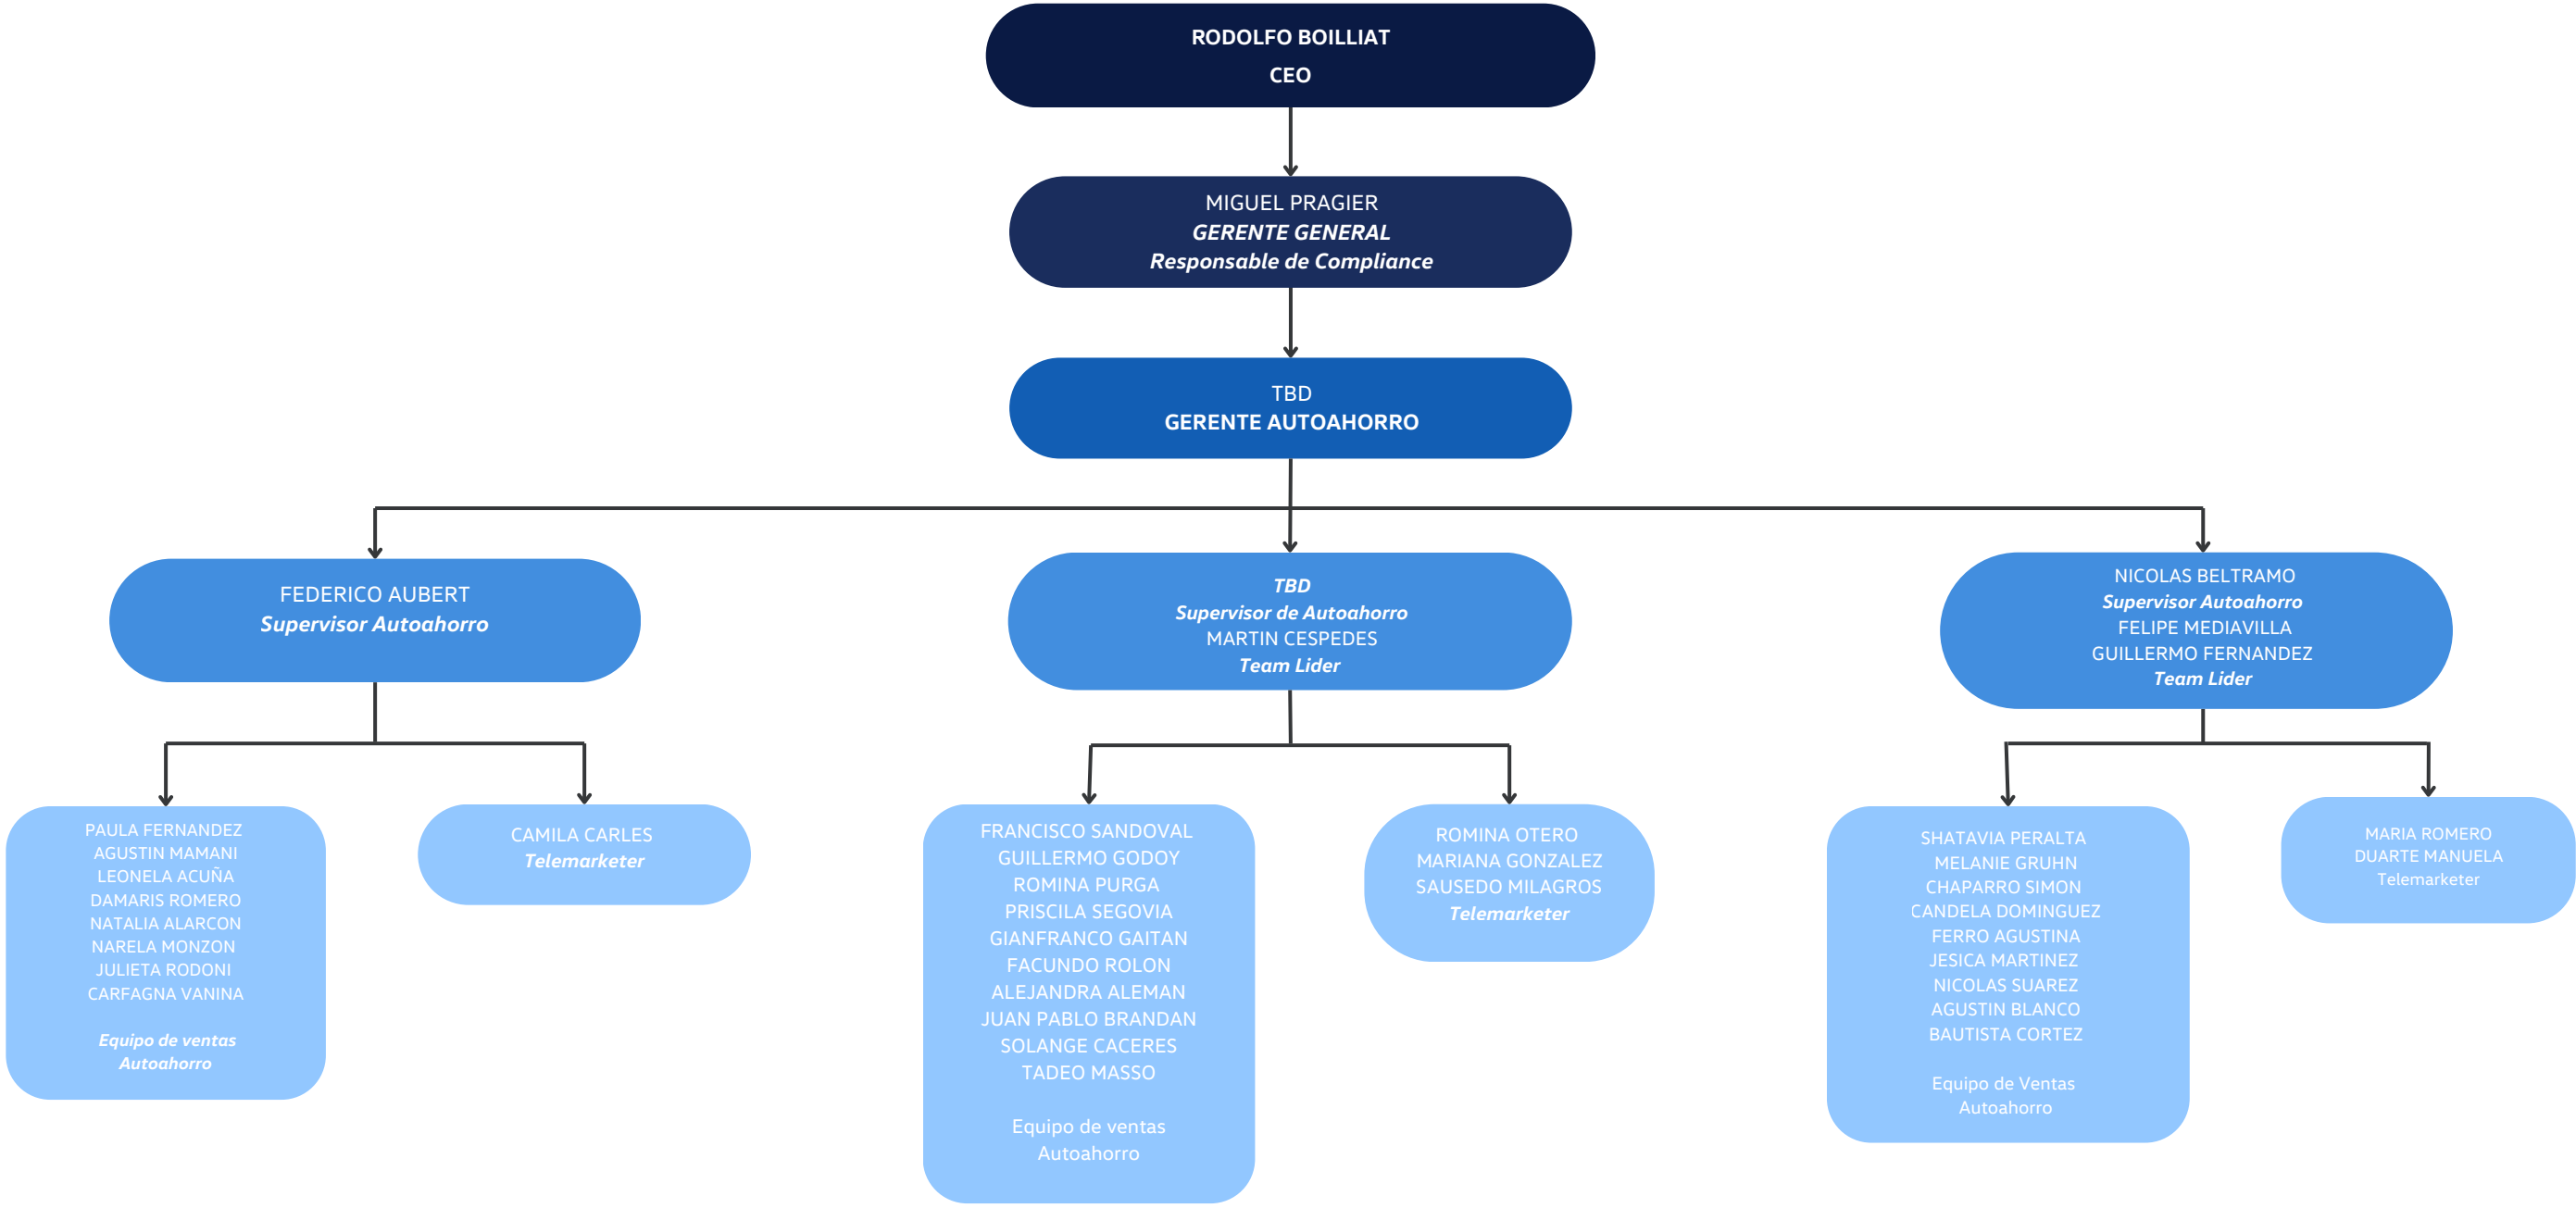 RODOLFO BOILLIAT
CEO
MIGUEL PRAGIER
GERENTE GENERAL
Responsable de Compliance
TBD
GERENTE AUTOAHORRO
FEDERICO AUBERT
Supervisor Autoahorro
TBD
Supervisor de Autoahorro
MARTIN CESPEDES
Team Lider
NICOLAS BELTRAMO
Supervisor Autoahorro
FELIPE MEDIAVILLA
GUILLERMO FERNANDEZ
Team Lider
PAULA FERNANDEZ
AGUSTIN MAMANI
LEONELA ACUÑA
DAMARIS ROMERO
NATALIA ALARCON
NARELA MONZON
JULIETA RODONI
CARFAGNA VANINA
Equipo de ventas
Autoahorro
CAMILA CARLES
Telemarketer
FRANCISCO SANDOVAL
GUILLERMO GODOY
ROMINA PURGA
PRISCILA SEGOVIA
GIANFRANCO GAITAN
FACUNDO ROLON
ALEJANDRA ALEMAN
JUAN PABLO BRANDAN
SOLANGE CACERES
TADEO MASSO
Equipo de ventas
Autoahorro
ROMINA OTERO
MARIANA GONZALEZ
SAUSEDO MILAGROS
Telemarketer
SHATAVIA PERALTA
MELANIE GRUHN
CHAPARRO SIMON
CANDELA DOMINGUEZ
FERRO AGUSTINA
JESICA MARTINEZ
NICOLAS SUAREZ
AGUSTIN BLANCO
BAUTISTA CORTEZ
Equipo de Ventas
Autoahorro
MARIA ROMERO
DUARTE MANUELA
Telemarketer